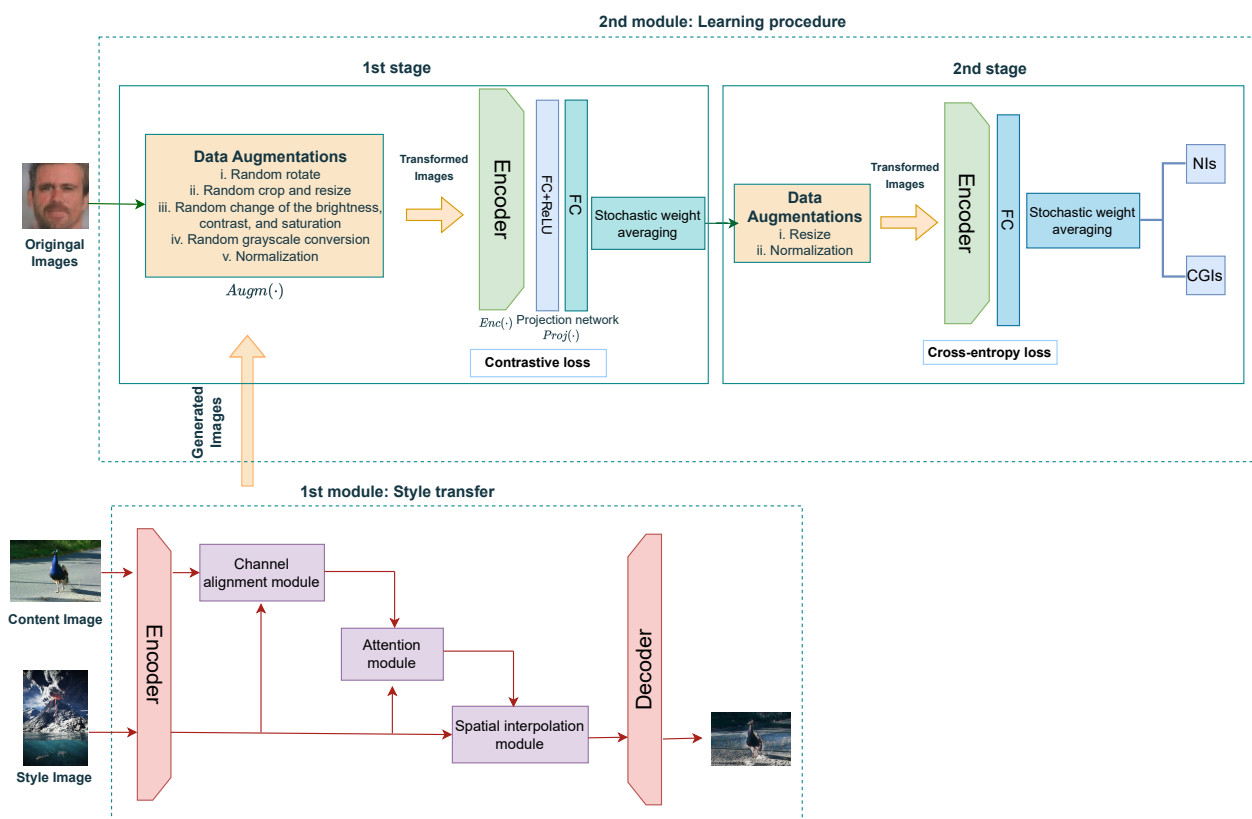 2nd module: Learning procedure
1st stage
2nd stage
Origingal
Images
Data Augmentations
i. Random rotate
ii. Random crop and resize
iii. Random change of the brightness,
contrast, and saturation
iv. Random grayscale conversion
v. Normalization
Augm(·)
Transformed
Images
Encoder
Enc(·)
FC+ReLU
FC
Projection network
Proj(·)
Contrastive loss
Stochastic weight
averaging
Data
Augmentations
i. Resize
ii. Normalization
Transformed
Images
Encoder
FC
Cross-entropy loss
Stochastic weight
averaging
NIs
CGIs
Generated
Images
1st module: Style transfer
Content Image
Style Image
Encoder
Channel
alignment module
Attention
module
Spatial interpolation
module
Decoder